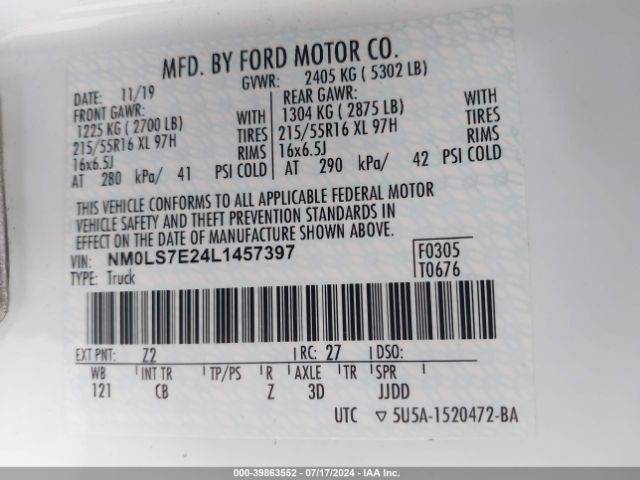 MFD. BY FORD MOTOR CO.
DATE: 11/19 GVWR: 2405 KG ( 5302 LB)
FRONT GAWR: REAR GAWR:
1225 KG ( 2700 LB) WITH 1304 KG ( 2875 LB) WITH
215/55R16 XL 97H TIRES 215/55R16 XL 97H TIRES
16x6.5J RIMS 16x6.5J RIMS
AT 280 kPa/ 41 PSI COLD AT 290 kPa/ 42 PSI COLD
THIS VEHICLE CONFORMS TO ALL APPLICABLE FEDERAL MOTOR
VEHICLE SAFETY AND THEFT PREVENTION STANDARDS IN
EFFECT ON THE DATE OF MANUFACTURE SHOWN ABOVE.
VIN: NM0LS7E24L1457397 F0305
TYPE: Truck T0676
EXT PNT: Z2 RC: 27 DSO:
WB INT TR TP/PS R AXLE TR SPR
121 CB Z 3D JJDD
UTC ▽ 5U5A-1520472-BA
000-39863552 / 07/17/2024 / IAA Inc.